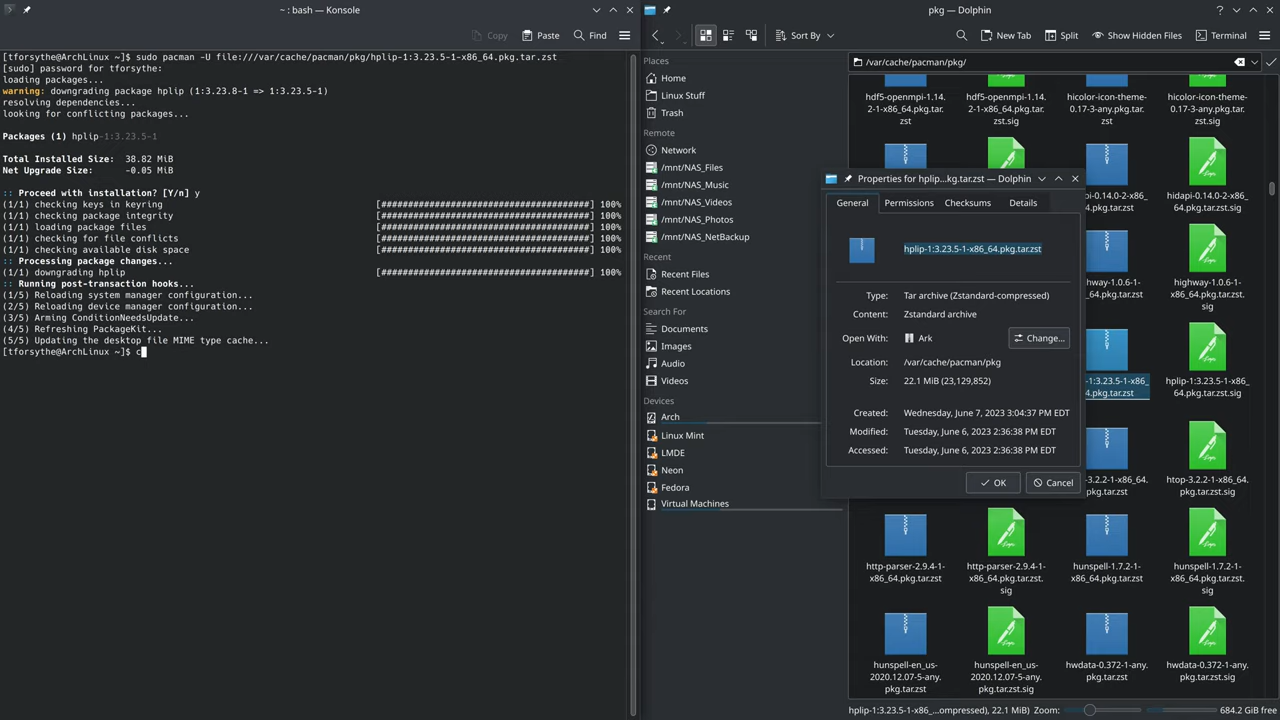 ~ : bash — Konsole
Copy
Paste
Find
[tforsythe@ArchLinux ~]$ sudo pacman -U file:///var/cache/pacman/pkg/hplip-1:3.23.5-1-x86_64.pkg.tar.zst
[sudo] password for tforsythe:
loading packages...
warning: downgrading package hplip (1:3.23.8-1 => 1:3.23.5-1)
resolving dependencies...
looking for conflicting packages...
Packages (1) hplip-1:3.23.5-1
Total Installed Size:  38.82 MiB
Net Upgrade Size:      -0.05 MiB
:: Proceed with installation? [Y/n] y
(1/1) checking keys in keyring [######################################] 100%
(1/1) checking package integrity [######################################] 100%
(1/1) loading package files [######################################] 100%
(1/1) checking for file conflicts [######################################] 100%
(1/1) checking available disk space [######################################] 100%
:: Processing package changes...
(1/1) downgrading hplip [######################################] 100%
:: Running post-transaction hooks...
(1/5) Reloading system manager configuration...
(2/5) Reloading device manager configuration...
(3/5) Arming ConditionNeedsUpdate...
(4/5) Refreshing PackageKit...
(5/5) Updating the desktop file MIME type cache...
[tforsythe@ArchLinux ~]$ c
pkg — Dolphin
Sort By
New Tab
Split
Show Hidden Files
Terminal
Places
Home
Linux Stuff
Trash
Remote
Network
/mnt/NAS_Files
/mnt/NAS_Music
/mnt/NAS_Videos
/mnt/NAS_Photos
/mnt/NAS_NetBackup
Recent
Recent Files
Recent Locations
Search For
Documents
Images
Audio
Videos
Devices
Arch
Linux Mint
LMDE
Neon
Fedora
Virtual Machines
/var/cache/pacman/pkg/
hdf5-openmpi-1.14.
2-1-x86_64.pkg.tar.
zst
hdf5-openmpi-1.14.
2-1-x86_64.pkg.tar.
zst.sig
hicolor-icon-theme-
0.17-3-any.pkg.tar.
zst
hicolor-icon-theme-
0.17-3-any.pkg.tar.
zst.sig
Properties for hplip...kg.tar.zst — Dolphin
General
Permissions
Checksums
Details
hplip-1:3.23.5-1-x86_64.pkg.tar.zst
Type: Tar archive (Zstandard-compressed)
Content: Zstandard archive
Open With: Ark
Change...
Location: /var/cache/pacman/pkg
Size: 22.1 MiB (23,129,852)
Created: Wednesday, June 7, 2023 3:04:37 PM EDT
Modified: Tuesday, June 6, 2023 2:36:38 PM EDT
Accessed: Tuesday, June 6, 2023 2:36:38 PM EDT
OK
Cancel
hidapi-0.14.0-2-x86
_64.pkg.tar.zst.sig
highway-1.0.6-1-
x86_64.pkg.tar.zst.
sig
-1:3.23.5-1-x86_
4.pkg.tar.zst
hplip-1:3.23.5-1-x86_
64.pkg.tar.zst.sig
-3.2.2-1-x86_64.
pkg.tar.zst
htop-3.2.2-1-x86_64.
pkg.tar.zst.sig
http-parser-2.9.4-1-
x86_64.pkg.tar.zst
http-parser-2.9.4-1-
x86_64.pkg.tar.zst.
sig
hunspell-1.7.2-1-
x86_64.pkg.tar.zst
hunspell-1.7.2-1-
x86_64.pkg.tar.zst.
sig
hunspell-en_us-
2020.12.07-5-any.
pkg.tar.zst
hunspell-en_us-
2020.12.07-5-any.
pkg.tar.zst.sig
hwdata-0.372-1-any.
pkg.tar.zst
hwdata-0.372-1-any.
pkg.tar.zst.sig
hplip-1:3.23.5-1-x86_...ompressed), 22.1 MiB)
Zoom:
684.2 GiB free